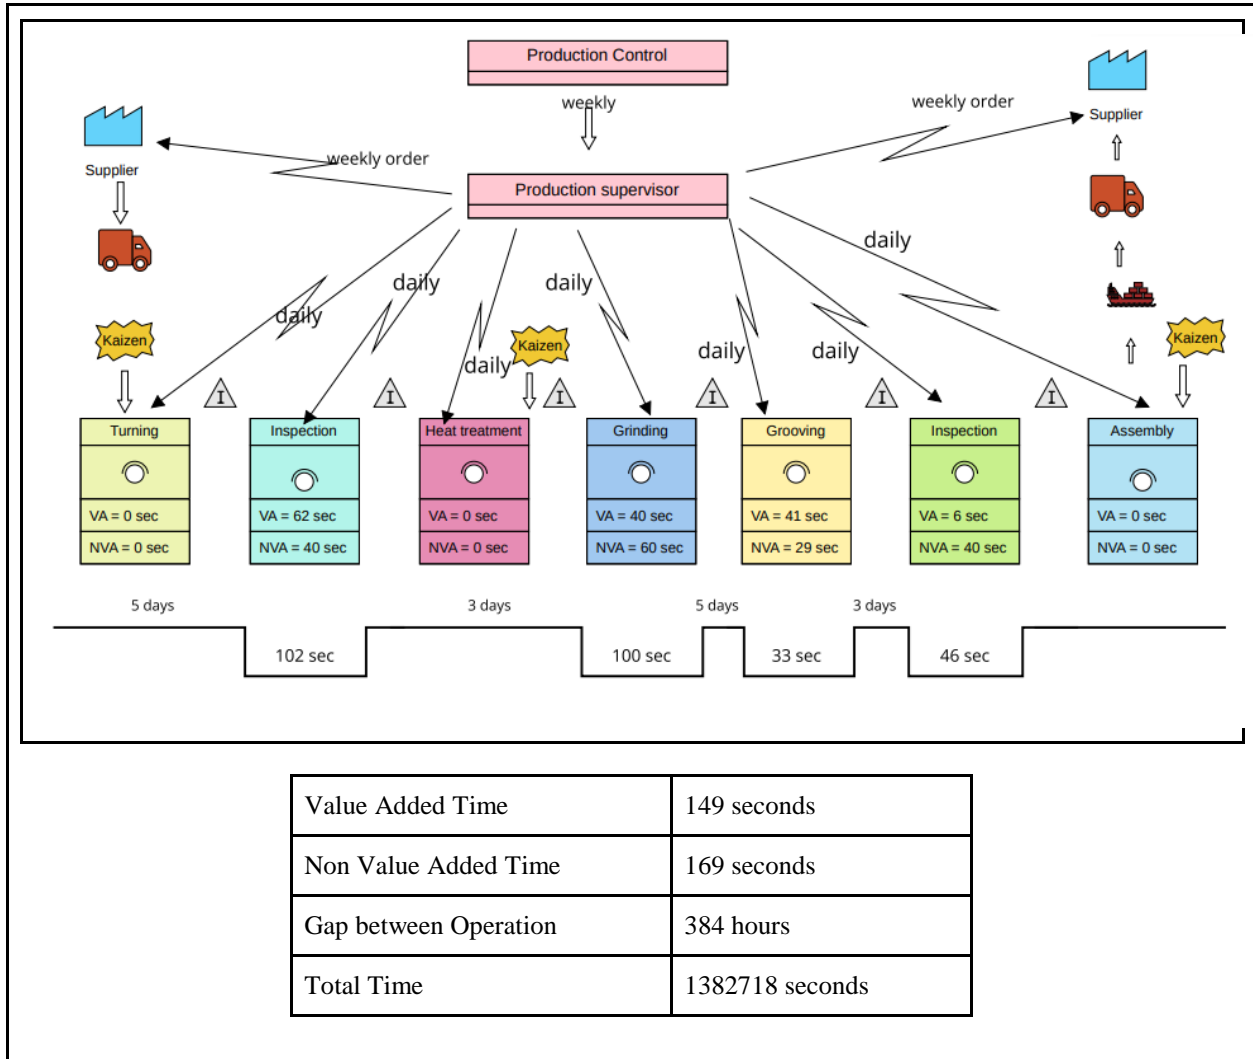 Production Control
weekly
weekly order
Supplier
Supplier
weekly order
Production supervisor
daily
daily
daily
daily
daily
daily
daily
Kaizen
Kaizen
Kaizen
I
I
I
I
I
I
Turning
VA = 0 sec
NVA = 0 sec
Inspection
VA = 62 sec
NVA = 40 sec
Heat treatment
VA = 0 sec
NVA = 0 sec
Grinding
VA = 40 sec
NVA = 60 sec
Grooving
VA = 41 sec
NVA = 29 sec
Inspection
VA = 6 sec
NVA = 40 sec
Assembly
VA = 0 sec
NVA = 0 sec
5 days
3 days
5 days
3 days
102 sec
100 sec
33 sec
46 sec
Value Added Time 149 seconds
Non Value Added Time 169 seconds
Gap between Operation 384 hours
Total Time 1382718 seconds